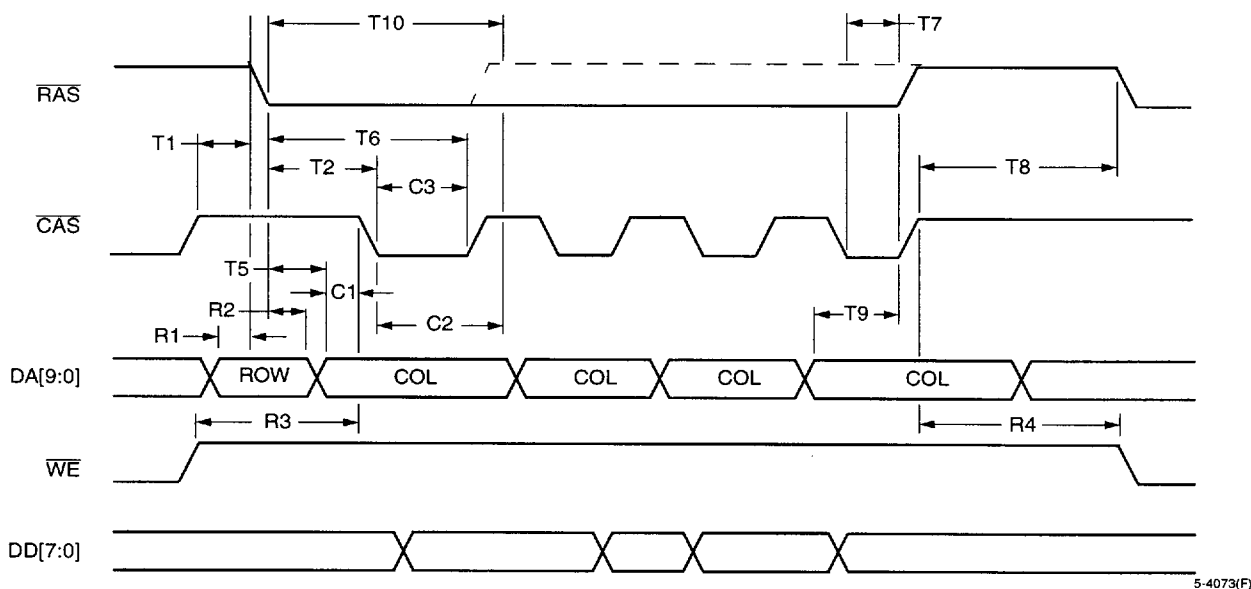 T10
T7
RAS
T1
T6
T2
C3
T8
CAS
T5
C1
R2
C2
T9
R1
DA[9:0]
ROW
COL
COL
COL
COL
R3
R4
WE
DD[7:0]
5-4073(F)